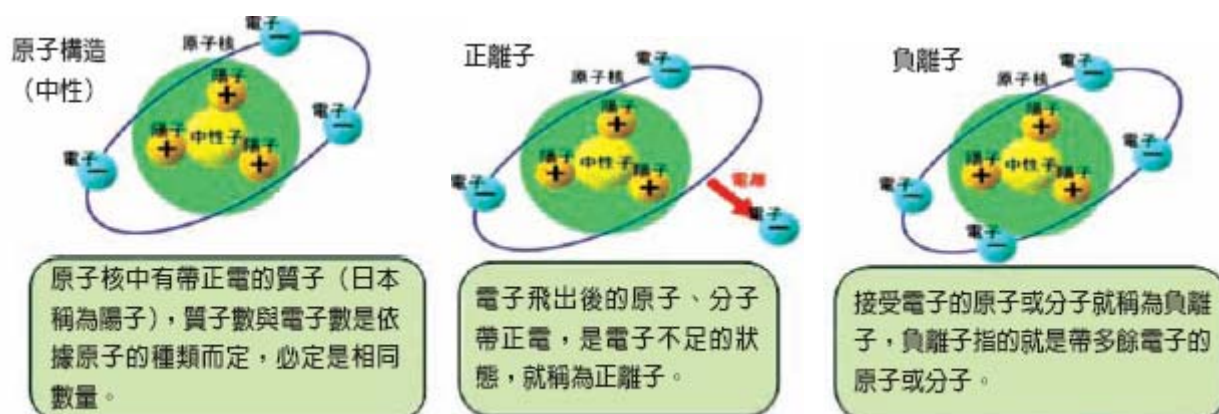 原子構造
（中性）
電子
原子核
陽子
電子
陽子
中性子
陽子
電子
原子核中有帶正電的質子（日本
稱為陽子），質子數與電子數是依
據原子的種類而定，必定是相同
數量。
正離子
電子
原子核
陽子
陽子
中性子
陽子
電離
電子
電子
電子飛出後的原子、分子
帶正電，是電子不足的狀
態，就稱為正離子。
負離子
電子
原子核
陽子
電子
陽子
中性子
陽子
電子
電子
接受電子的原子或分子就稱為負離
子，負離子指的就是帶多餘電子的
原子或分子。